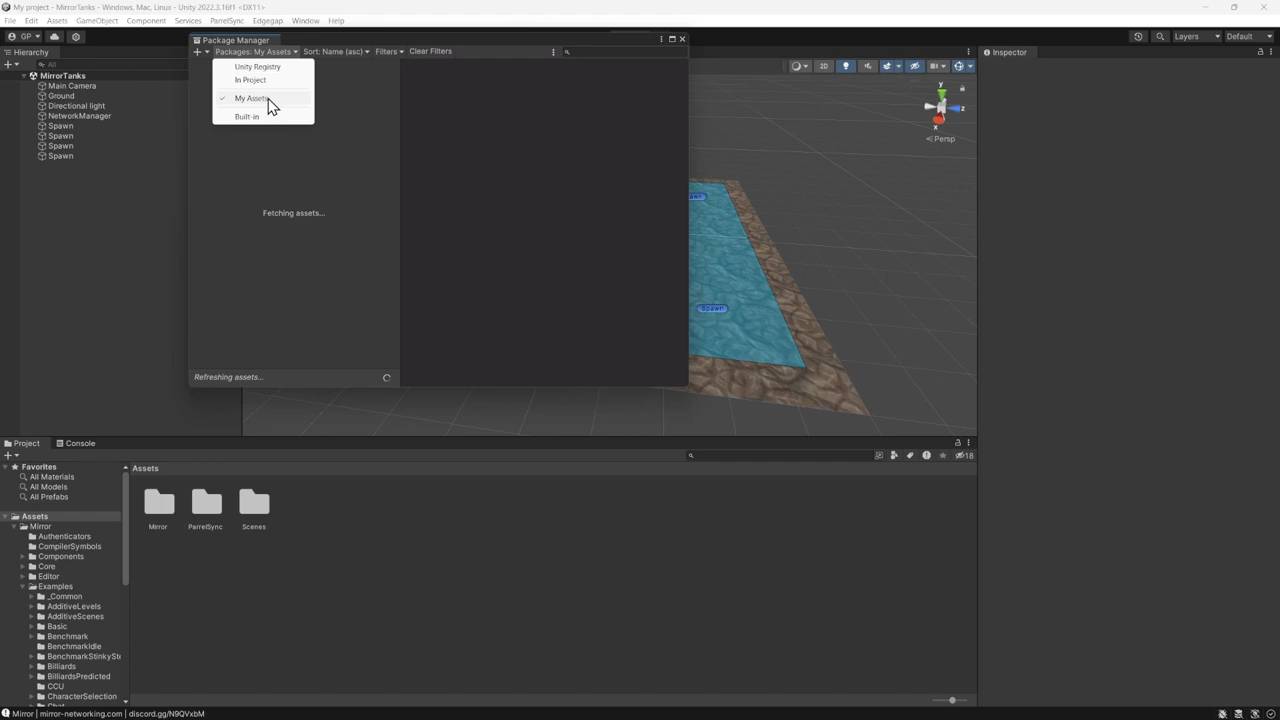 My project - MirrorTanks - Windows, Mac, Linux - Unity 2022.3.16f1 <DX11>
File Edit Assets GameObject Component Services ParrelSync Edgegap Window Help
GP
Layers
Default
Hierarchy
All
MirrorTanks
Main Camera
Ground
Directional light
NetworkManager
Spawn
Spawn
Spawn
Spawn
Package Manager
Packages: My Assets
Sort: Name (asc)
Filters
Clear Filters
Unity Registry
In Project
My Assets
Built-in
Fetching assets...
Refreshing assets...
2D
y
z
x
Persp
Spawn
Inspector
Project
Console
18
Favorites
All Materials
All Models
All Prefabs
Assets
Mirror
Authenticators
CompilerSymbols
Components
Core
Editor
Examples
_Common
AdditiveLevels
AdditiveScenes
Basic
Benchmark
BenchmarkIdle
BenchmarkStinkySte
Billiards
BilliardsPredicted
CCU
CharacterSelection
Assets
Mirror
ParrelSync
Scenes
Mirror | mirror-networking.com | discord.gg/N9QVxbM